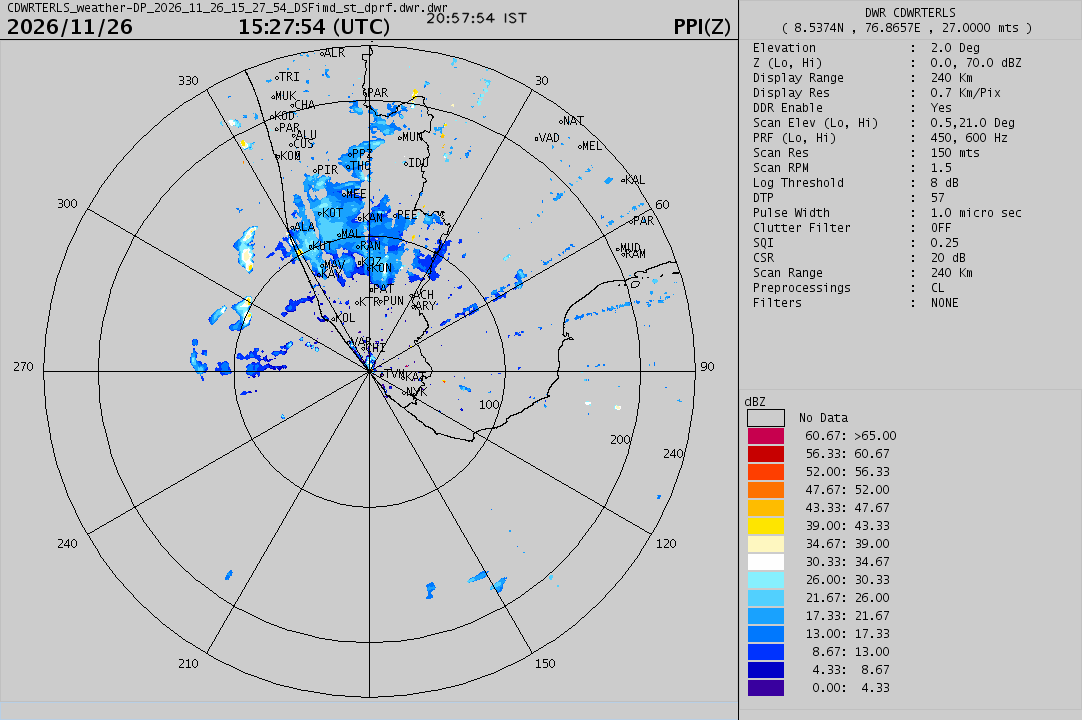 CDWRTERLS_weather-DP_2026_11_26_15_27_54_DSFimd_st_dprf.dwr.dwr
20:57:54 IST
2026/11/26 15:27:54 (UTC) PPI(Z)
DWR CDWRTERLS
( 8.5374N , 76.8657E , 27.0000 mts )
Elevation : 2.0 Deg
Z (Lo, Hi) : 0.0, 70.0 dBZ
Display Range : 240 Km
Display Res : 0.7 Km/Pix
DDR Enable : Yes
Scan Elev (Lo, Hi) : 0.5,21.0 Deg
PRF (Lo, Hi) : 450, 600 Hz
Scan Res : 150 mts
Scan RPM : 1.5
Log Threshold : 8 dB
DTP : 57
Pulse Width : 1.0 micro sec
Clutter Filter : OFF
SQI : 0.25
CSR : 20 dB
Scan Range : 240 Km
Preprocessings : CL
Filters : NONE
dBZ
No Data
60.67: >65.00
56.33: 60.67
52.00: 56.33
47.67: 52.00
43.33: 47.67
39.00: 43.33
34.67: 39.00
30.33: 34.67
26.00: 30.33
21.67: 26.00
17.33: 21.67
13.00: 17.33
8.67: 13.00
4.33: 8.67
0.00: 4.33
ALR
330 TRI 30
MUK PAR
CHA
KOD NAT
PAR
ALU MUN VAD
CUS MEL
KOM PPZ
THO IDU
PIR KAL
MEE
300 60
KOT KAN PEE PAR
ALA MAL
KUT RAN MUD
RAM
MAV KOZ
KAY KON
PAT ACH
KTR PUN ARY
KOL
VAR
270 90
TVM KAT
NYK
100
200
240
240 120
210 150